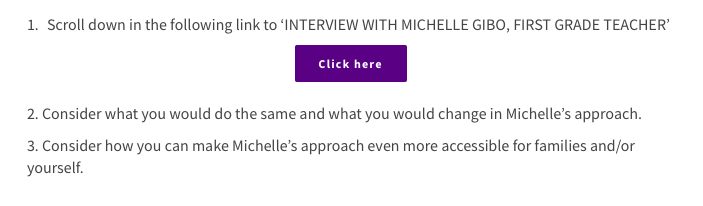 1. Scroll down in the following link to ‘INTERVIEW WITH MICHELLE GIBO, FIRST GRADE TEACHER’
Click here
2. Consider what you would do the same and what you would change in Michelle’s approach.
3. Consider how you can make Michelle’s approach even more accessible for families and/or
yourself.